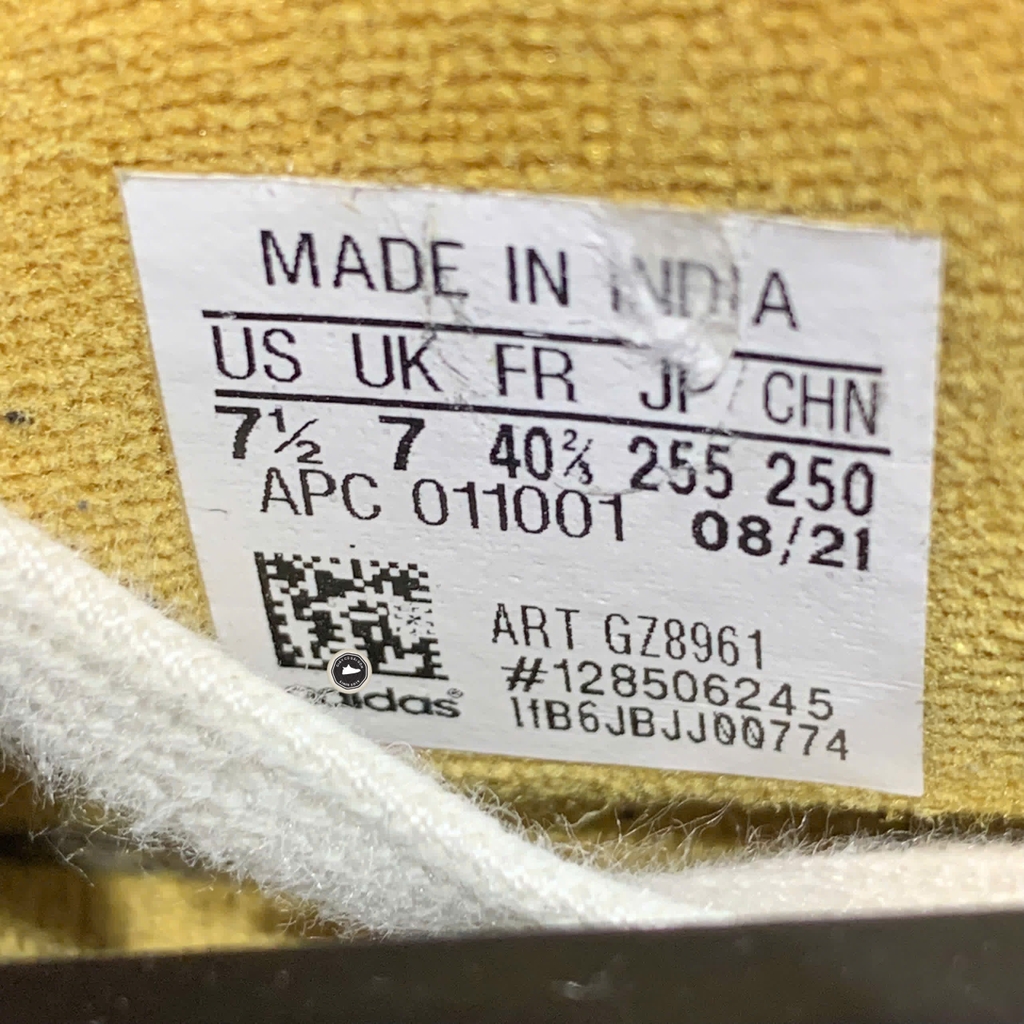 MADE IN INDIA
US UK FR JP CHN
7½ 7 40⅔ 255 250
APC 011001 08/21
ART GZ8961
#128506245
adidas®
1fB6JBJJ00774